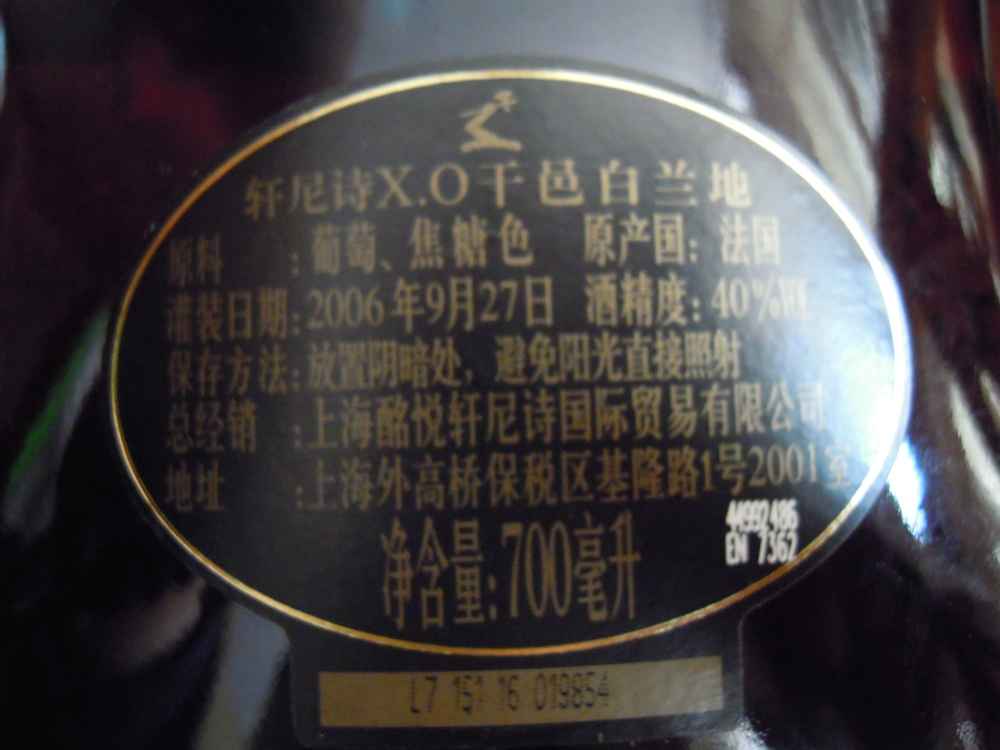 轩尼诗X.O干邑白兰地
原料 : 葡萄、焦糖色 原产国: 法国
灌装日期: 2006年9月27日 酒精度: 40%
保存方法: 放置阴暗处, 避免阳光直接照射
总经销 : 上海酩悦轩尼诗国际贸易有限公司
地址 : 上海外高桥保税区基隆路1号2001室
净含量: 700毫升
44992486
EN 7362
L7 151 16 019854